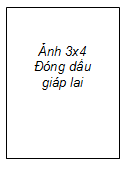 Ảnh 3x4
Đóng dấu
giáp lai